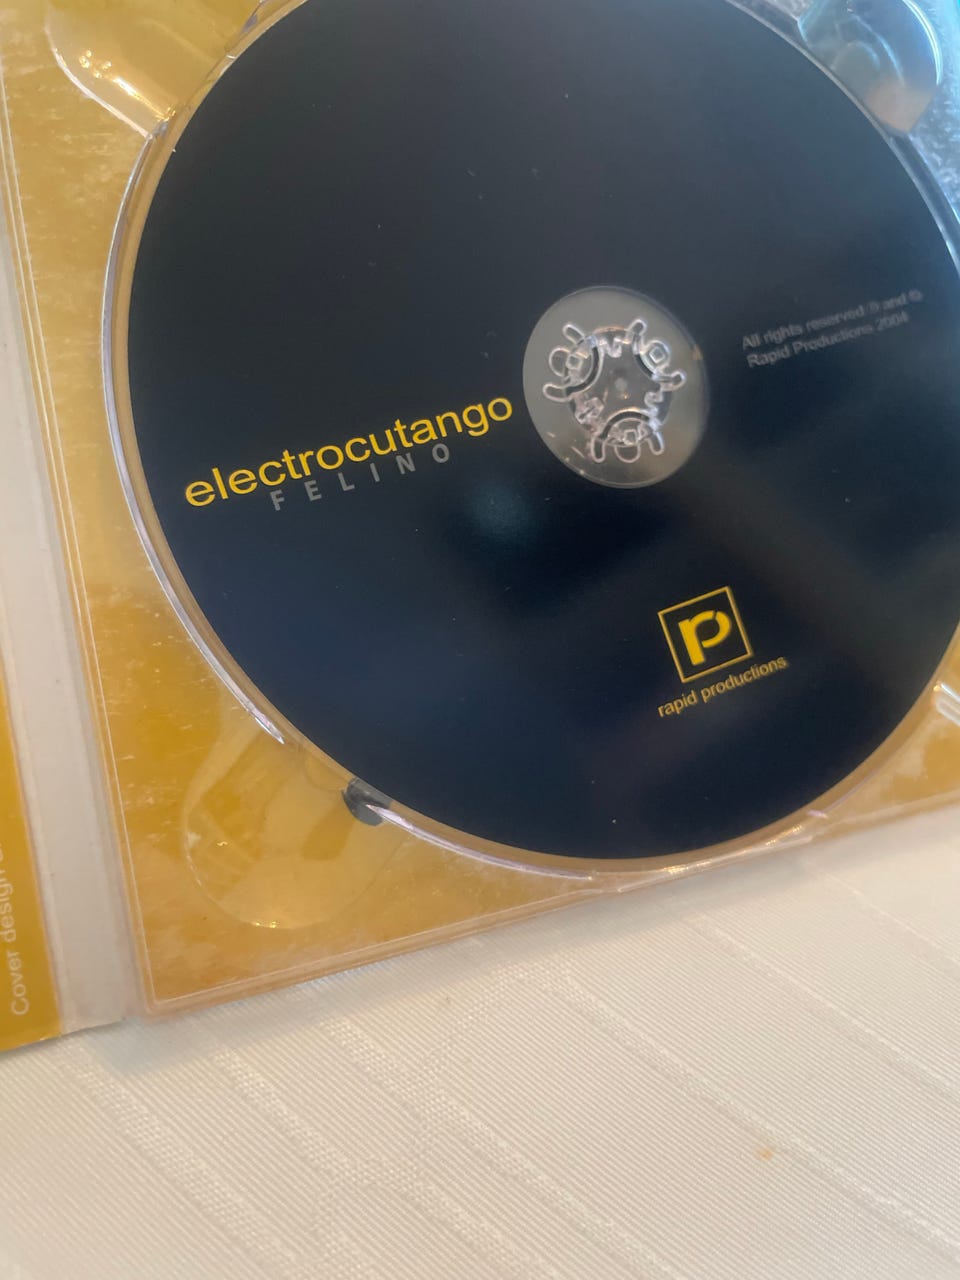 electrocutango
FELINO
All rights reserved ℗ and ©
Rapid Productions 2004
rapid productions
Cover design